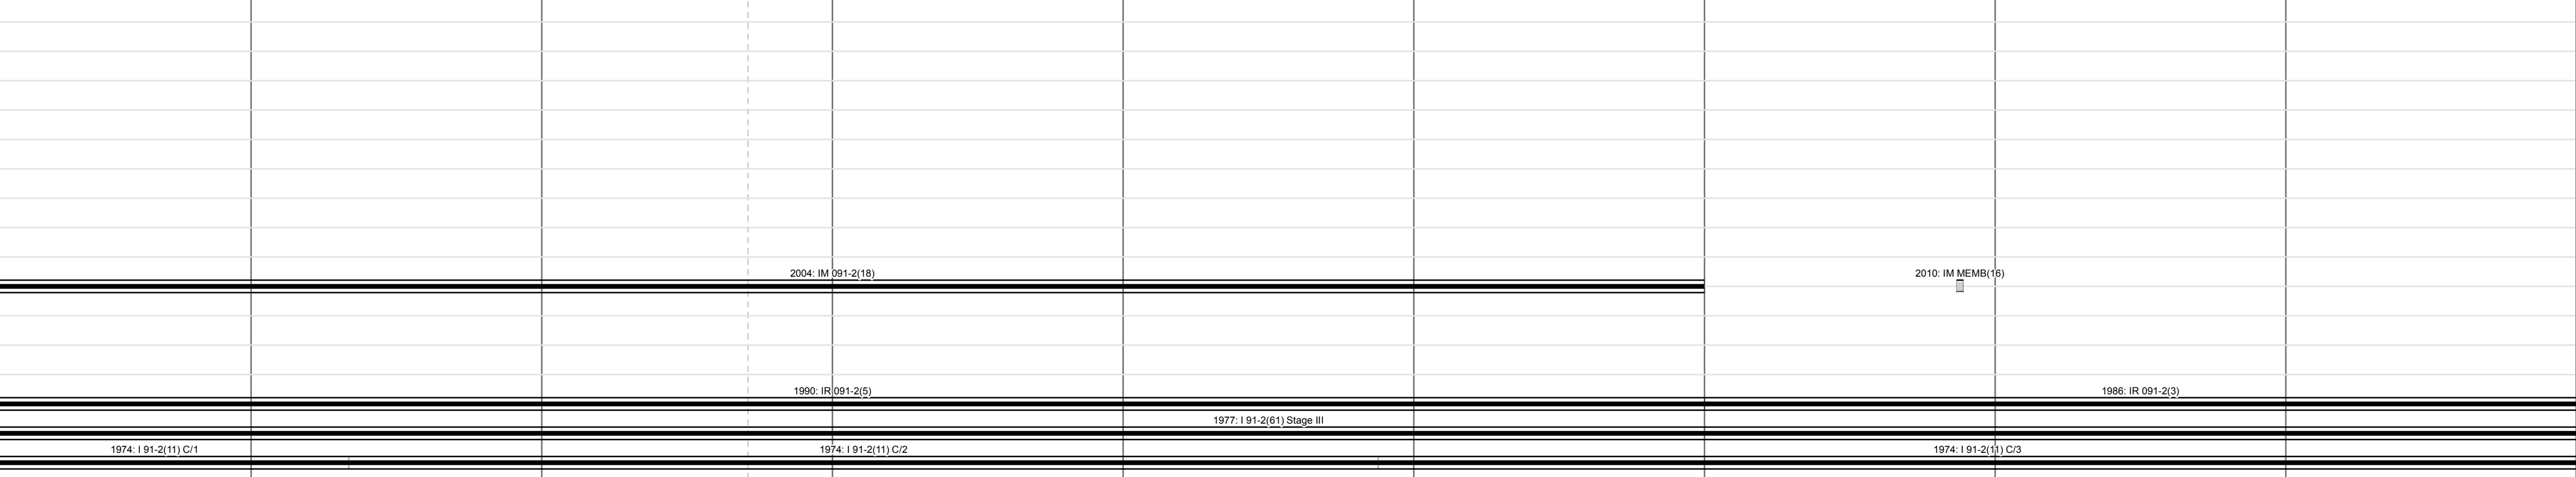 2004: IM 091-2(18)
2010: IM MEMB(16)
1990: IR 091-2(5)
1986: IR 091-2(3)
1977: I 91-2(61) Stage III
1974: I 91-2(11) C/1
1974: I 91-2(11) C/2
1974: I 91-2(11) C/3